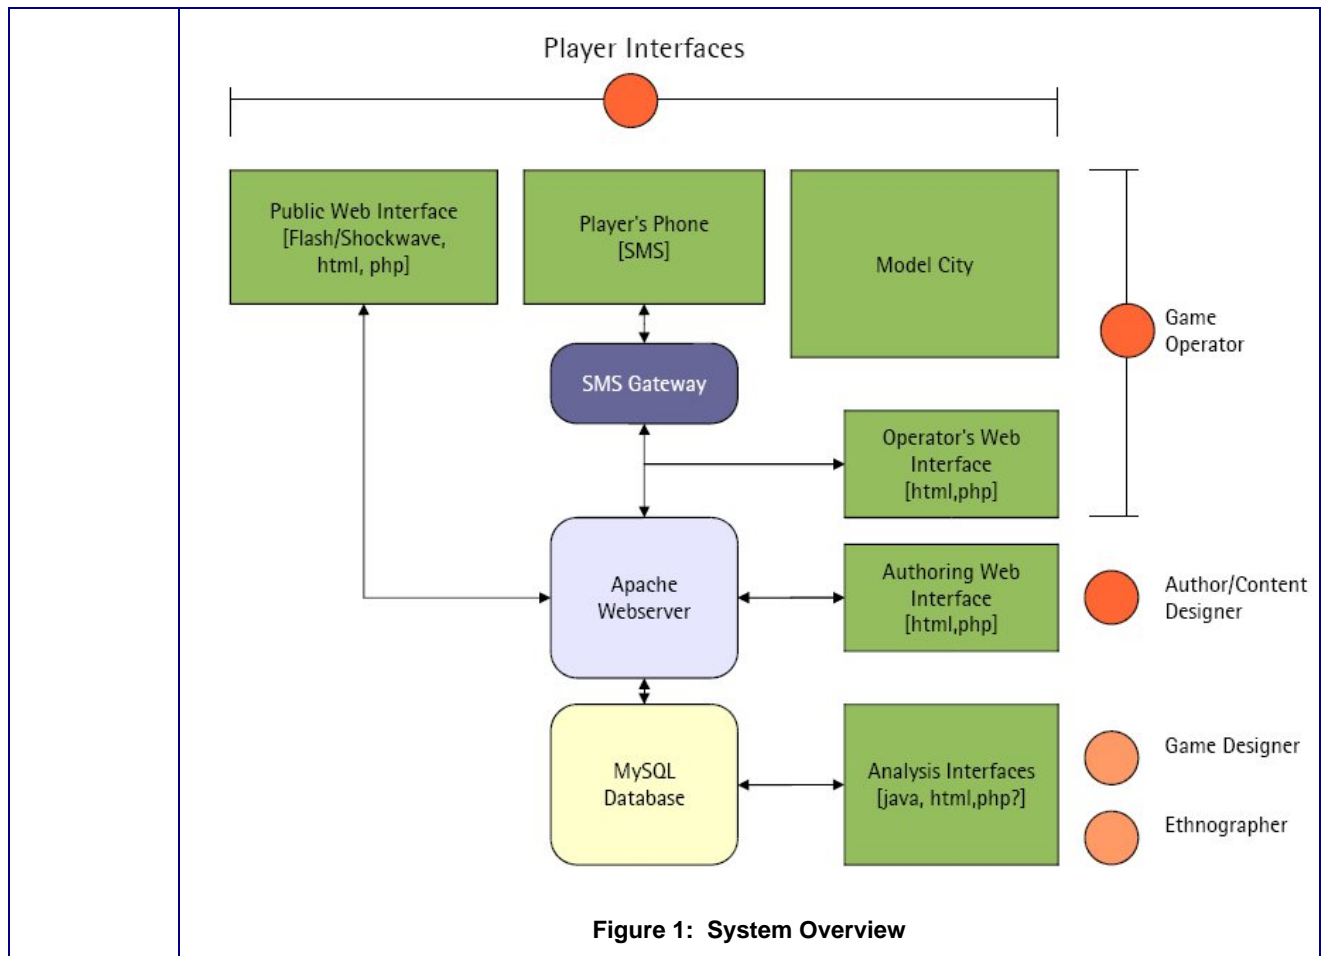 Player Interfaces
Public Web Interface
[Flash/Shockwave,
html, php]
Player's Phone
[SMS]
Model City
Game
Operator
SMS Gateway
Operator's Web
Interface
[html,php]
Apache
Webserver
Authoring Web
Interface
[html,php]
Author/Content
Designer
MySQL
Database
Analysis Interfaces
[java, html,php?]
Game Designer
Ethnographer
Figure 1: System Overview